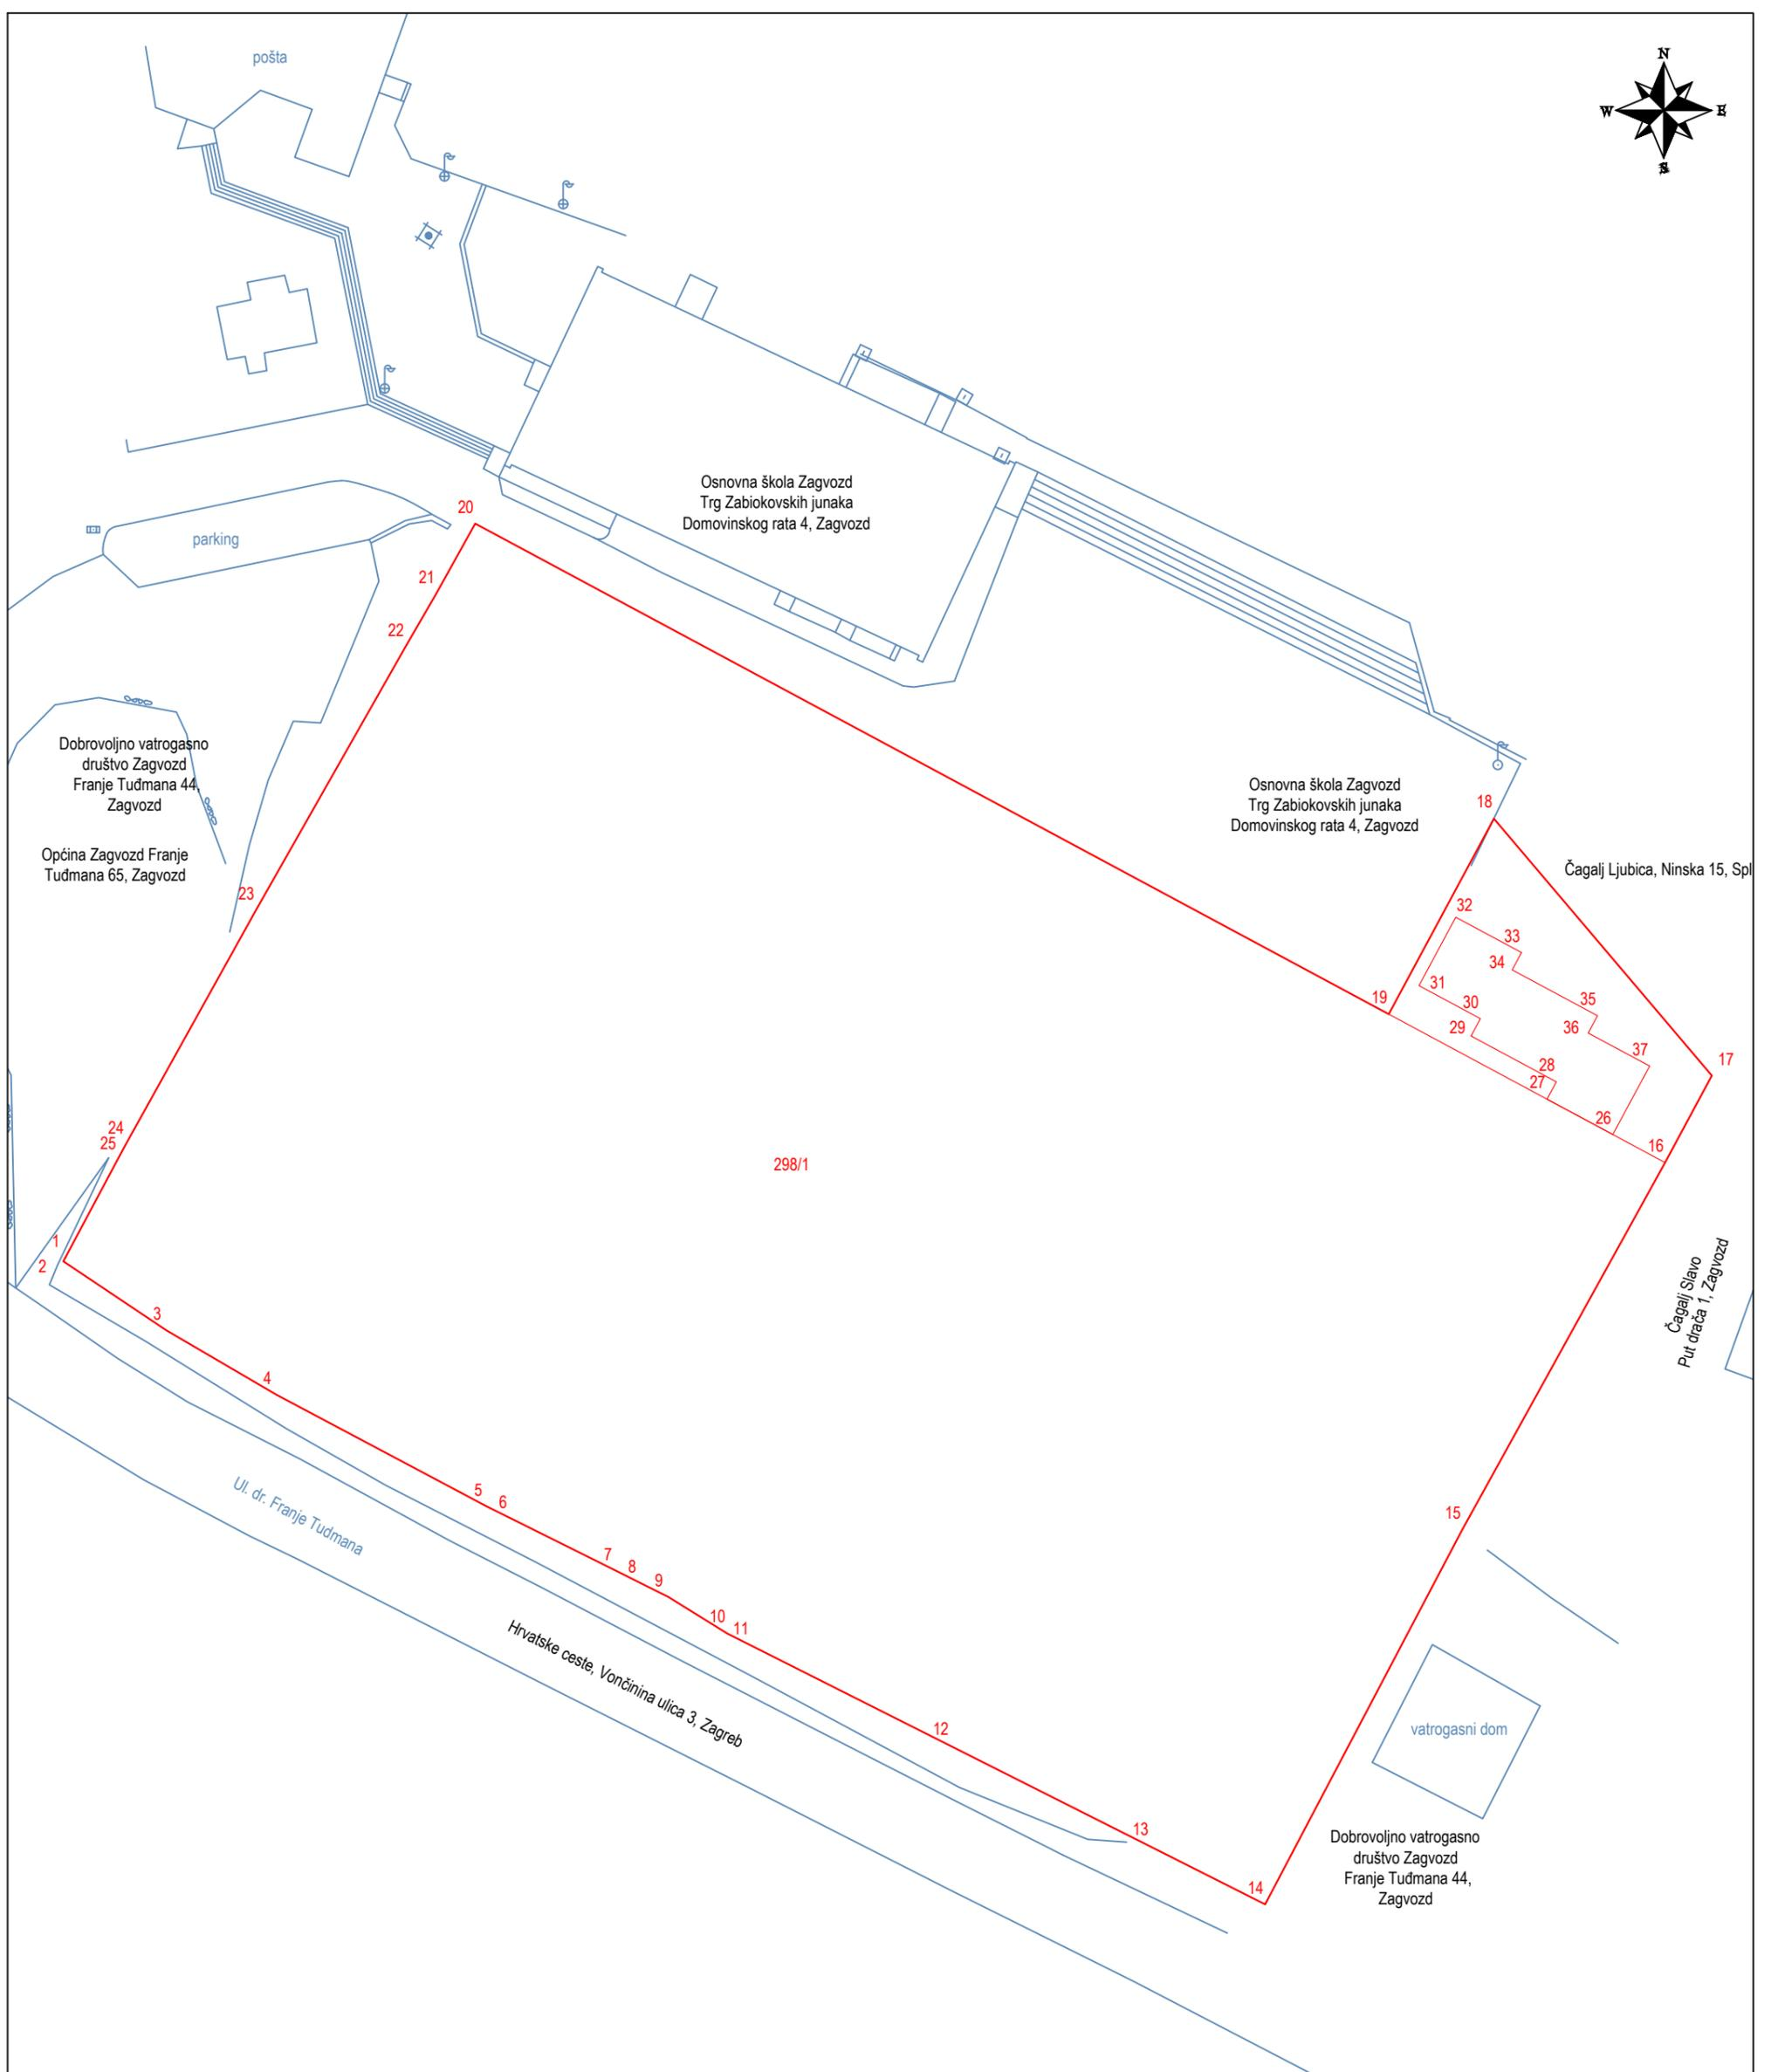 pošta
N
W
E
S
20
Osnovna škola Zagvozd
Trg Zabiokovskih junaka
Domovinskog rata 4, Zagvozd
parking
21
22
Dobrovoljno vatrogasno
društvo Zagvozd
Franje Tuđmana 44,
Zagvozd
Općina Zagvozd Franje
Tuđmana 65, Zagvozd
Osnovna škola Zagvozd
Trg Zabiokovskih junaka
Domovinskog rata 4, Zagvozd
18
Čagalj Ljubica, Ninska 15, Spl
23
32
33
34
31
19
30
35
29
36
37
17
28
27
26
16
24
25
298/1
1
2
Čagalj Slavo
Put drača 1, Zagvozd
3
4
5
6
15
Ul. dr. Franje Tuđmana
7
8
9
10
11
Hrvatske ceste, Vončinina ulica 3, Zagreb
12
vatrogasni dom
13
Dobrovoljno vatrogasno
društvo Zagvozd
Franje Tuđmana 44,
Zagvozd
14